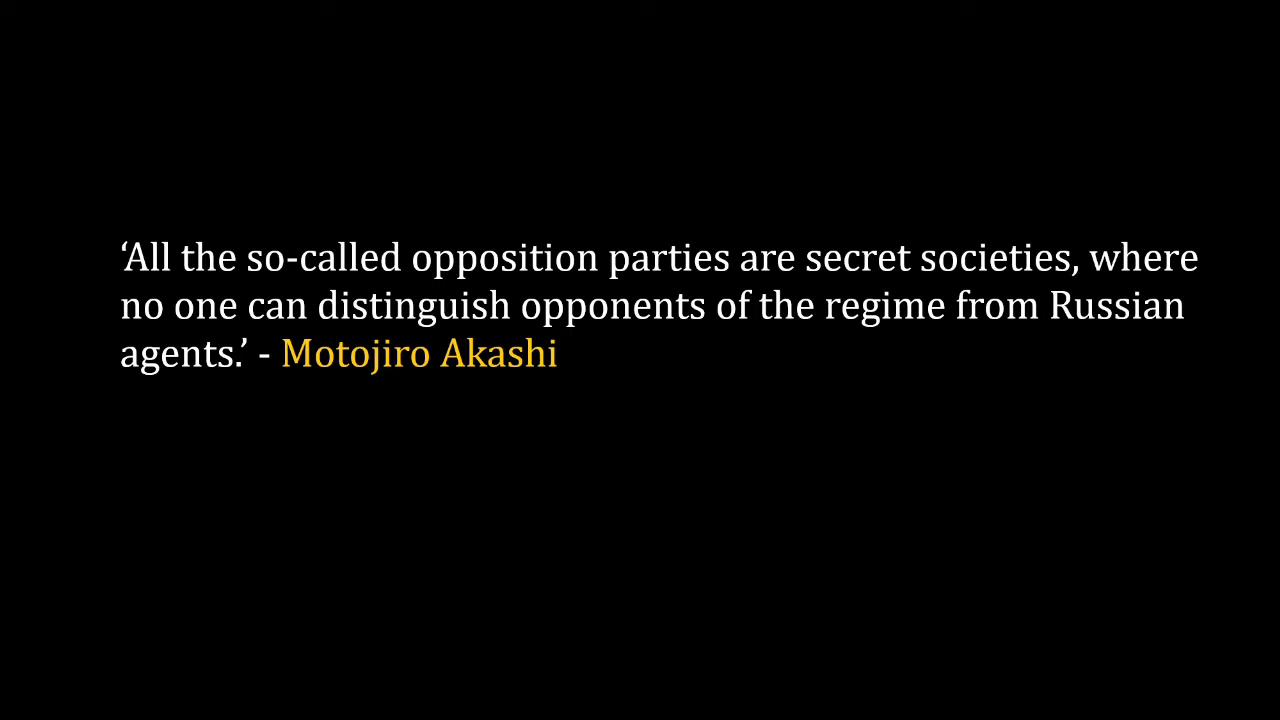 ‘All the so-called opposition parties are secret societies, where
no one can distinguish opponents of the regime from Russian
agents.’ - Motojiro Akashi